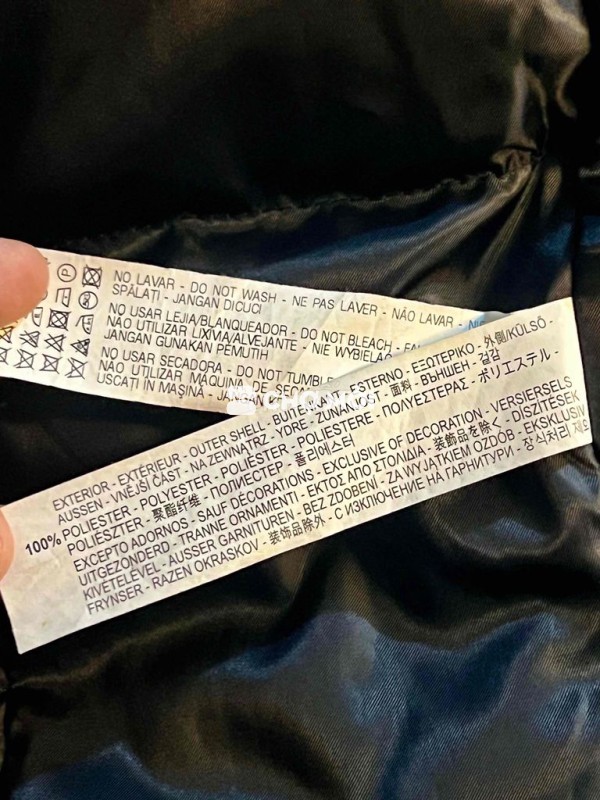 NO LAVAR - DO NOT WASH - NE PAS LAVER - NÃO LAVAR -
SPĂLAȚI - JANGAN DICUCI
NO USAR LEJIA/BLANQUEADOR - DO NOT BLEACH -
NÃO UTILIZAR LIXIVIA/ALVEJANTE - NIE WYBIELAĆ
JANGAN GUNAKAN PEMUTIH
NO USAR SECADORA - DO NOT TUMBLE
NÃO UTILIZAR MÁQUINA DE
USCAȚI ÎN MAȘINĂ -
CHỢ TỐT
EXTERIOR - EXTÉRIEUR - OUTER SHELL - BUITENKANT - ESTERNO - ΕΞΩΤΕΡΙΚΟ - 外側/KÜLSŐ -
AUSSEN - VNĚJŠÍ ČÁST - NA ZEWNĄTRZ - YDRE - ZUNANJOST - 面料 - ВЪНШЕН - 겉감
100% POLIESTER - POLYESTER - POLIÉSTER - POLIESTERE - ΠΟΛΥΕΣΤΕΡΑΣ - ポリエステル -
POLIÉSZTER - 聚酯纤维 - ПОЛИЕСТЕР - 폴리에스터
EXCEPTO ADORNOS - SAUF DÉCORATIONS - EXCLUSIVE OF DECORATION - VERSIERSELS
UITGEZONDERD - TRANNE ORNAMENTI - ΕΚΤΟΣ ΑΠΟ ΣΤΟΛΙΔΙΑ - 装飾品を除く - DÍSZÍTÉSEK
KIVÉTELÉVEL - AUSSER GARNITUREN - BEZ ZDOBENÍ - ZA WYJĄTKIEM OZDÓB - EKSKLUSIV
FRYNSER - RAZEN OKRASKOV - 装饰品除外 - С ИЗКЛЮЧЕНИЕ НА ГАРНИТУРИ - 장식처리 제외